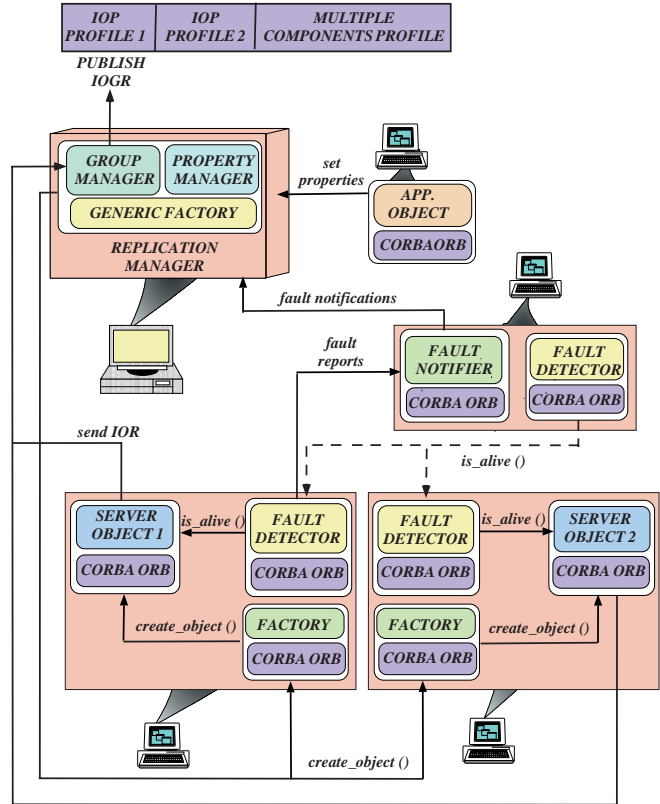 IOP
PROFILE 1
IOP
PROFILE 2
MULTIPLE
COMPONENTS PROFILE
PUBLISH
IOGR
GROUP
MANAGER
PROPERTY
MANAGER
GENERIC FACTORY
REPLICATION
MANAGER
set
properties
APP.
OBJECT
CORBAORB
fault notifications
fault
reports
FAULT
NOTIFIER
CORBA ORB
FAULT
DETECTOR
CORBA ORB
send IOR
is_alive ()
SERVER
OBJECT 1
CORBA ORB
is_alive ()
FAULT
DETECTOR
CORBA ORB
FAULT
DETECTOR
CORBA ORB
is_alive ()
SERVER
OBJECT 2
CORBA ORB
create_object ()
FACTORY
CORBA ORB
FACTORY
CORBA ORB
create_object ()
create_object ()